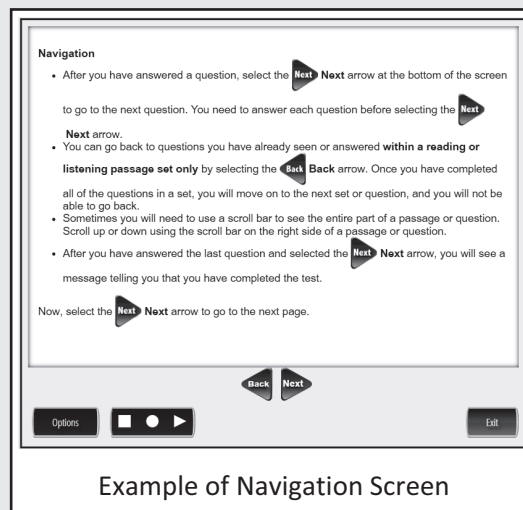 Navigation
• After you have answered a question, select the Next Next arrow at the bottom of the screen
to go to the next question. You need to answer each question before selecting the Next
Next arrow.
• You can go back to questions you have already seen or answered within a reading or
listening passage set only by selecting the Back Back arrow. Once you have completed
all of the questions in a set, you will move on to the next set or question, and you will not be
able to go back.
• Sometimes you will need to use a scroll bar to see the entire part of a passage or question.
Scroll up or down using the scroll bar on the right side of a passage or question.
• After you have answered the last question and selected the Next Next arrow, you will see a
message telling you that you have completed the test.
Now, select the Next Next arrow to go to the next page.
Back Next
Options Exit
Example of Navigation Screen